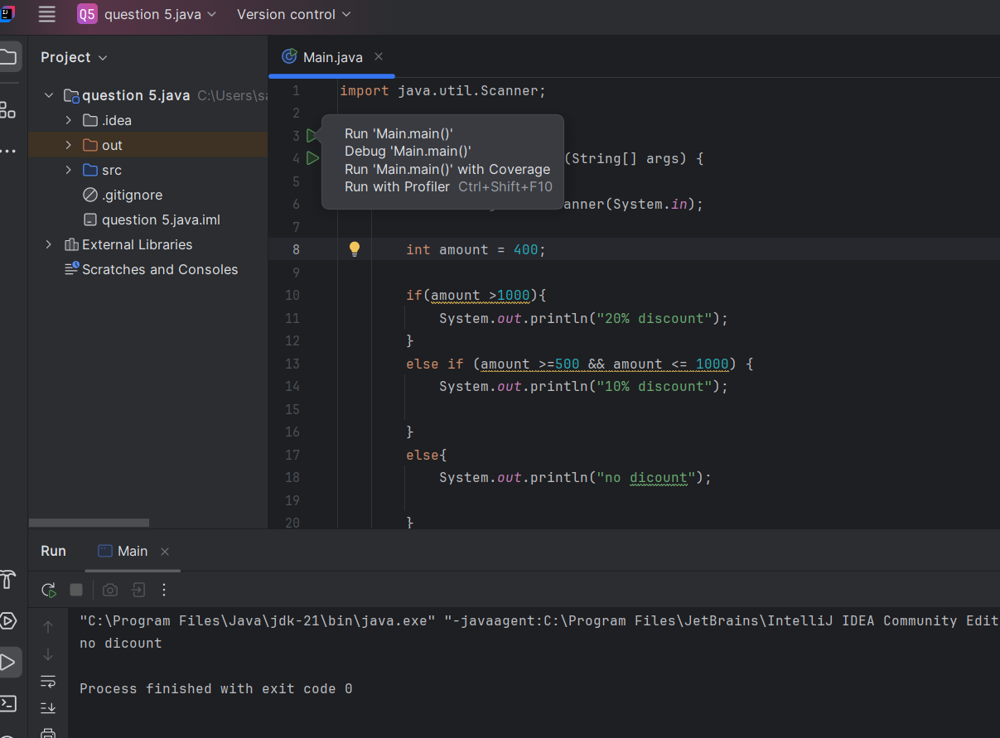 Q5 question 5.java Version control
Project
Main.java
question 5.java C:\Users\sa
.idea
out
src
.gitignore
question 5.java.iml
External Libraries
Scratches and Consoles
1 import java.util.Scanner;
2
3
4 (String[] args) {
5
6 anner(System.in);
7
8 int amount = 400;
9
10 if(amount >1000){
11 System.out.println("20% discount");
12 }
13 else if (amount >=500 && amount <= 1000) {
14 System.out.println("10% discount");
15
16 }
17 else{
18 System.out.println("no dicount");
19
20 }
Run 'Main.main()'
Debug 'Main.main()'
Run 'Main.main()' with Coverage
Run with Profiler Ctrl+Shift+F10
Run Main
"C:\Program Files\Java\jdk-21\bin\java.exe" "-javaagent:C:\Program Files\JetBrains\IntelliJ IDEA Community Edit
no dicount
Process finished with exit code 0